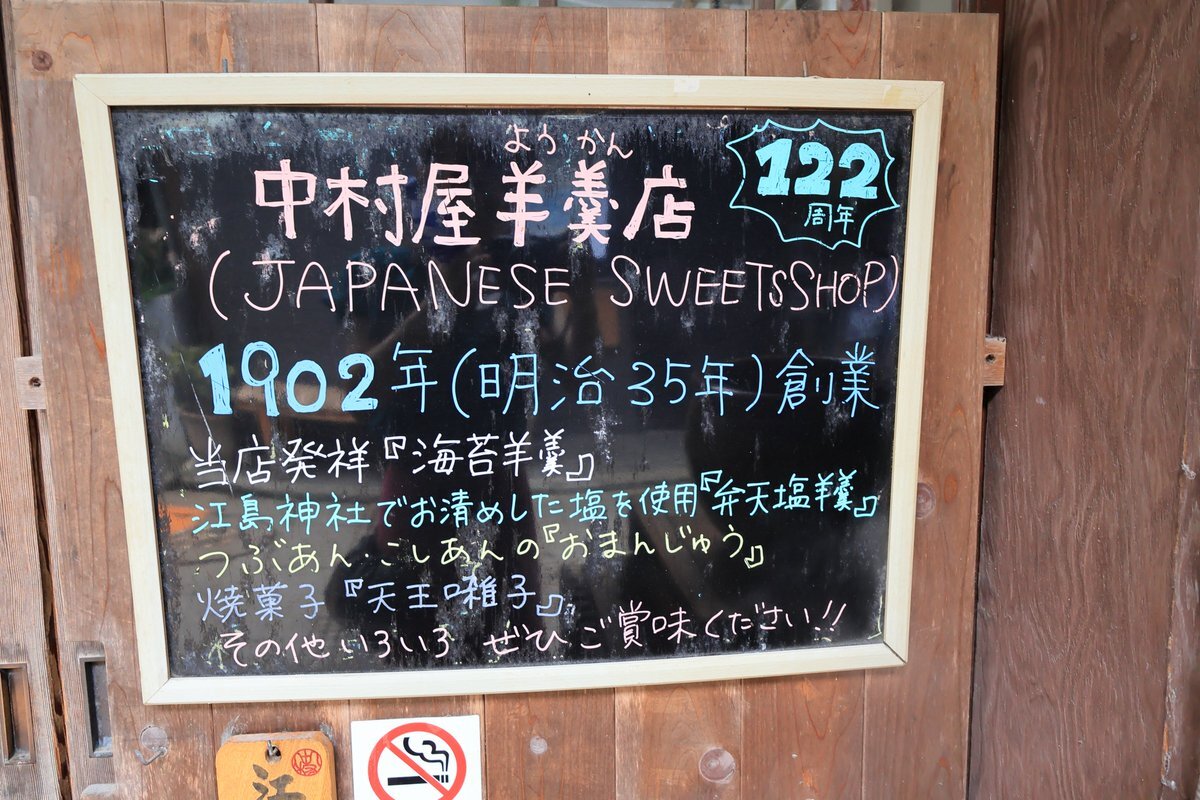 よう かん
中村屋羊羹店
122
周年
(JAPANESE SWEETSSHOP)
1902年(明治35年)創業
当店発祥『海苔羊羹』
江島神社でお清めした塩を使用『弁天塩羊羹』
つぶあん・こしあんの『おまんじゅう』
焼菓子『天王囃子』
その他いろいろ ぜひご賞味ください!!
江